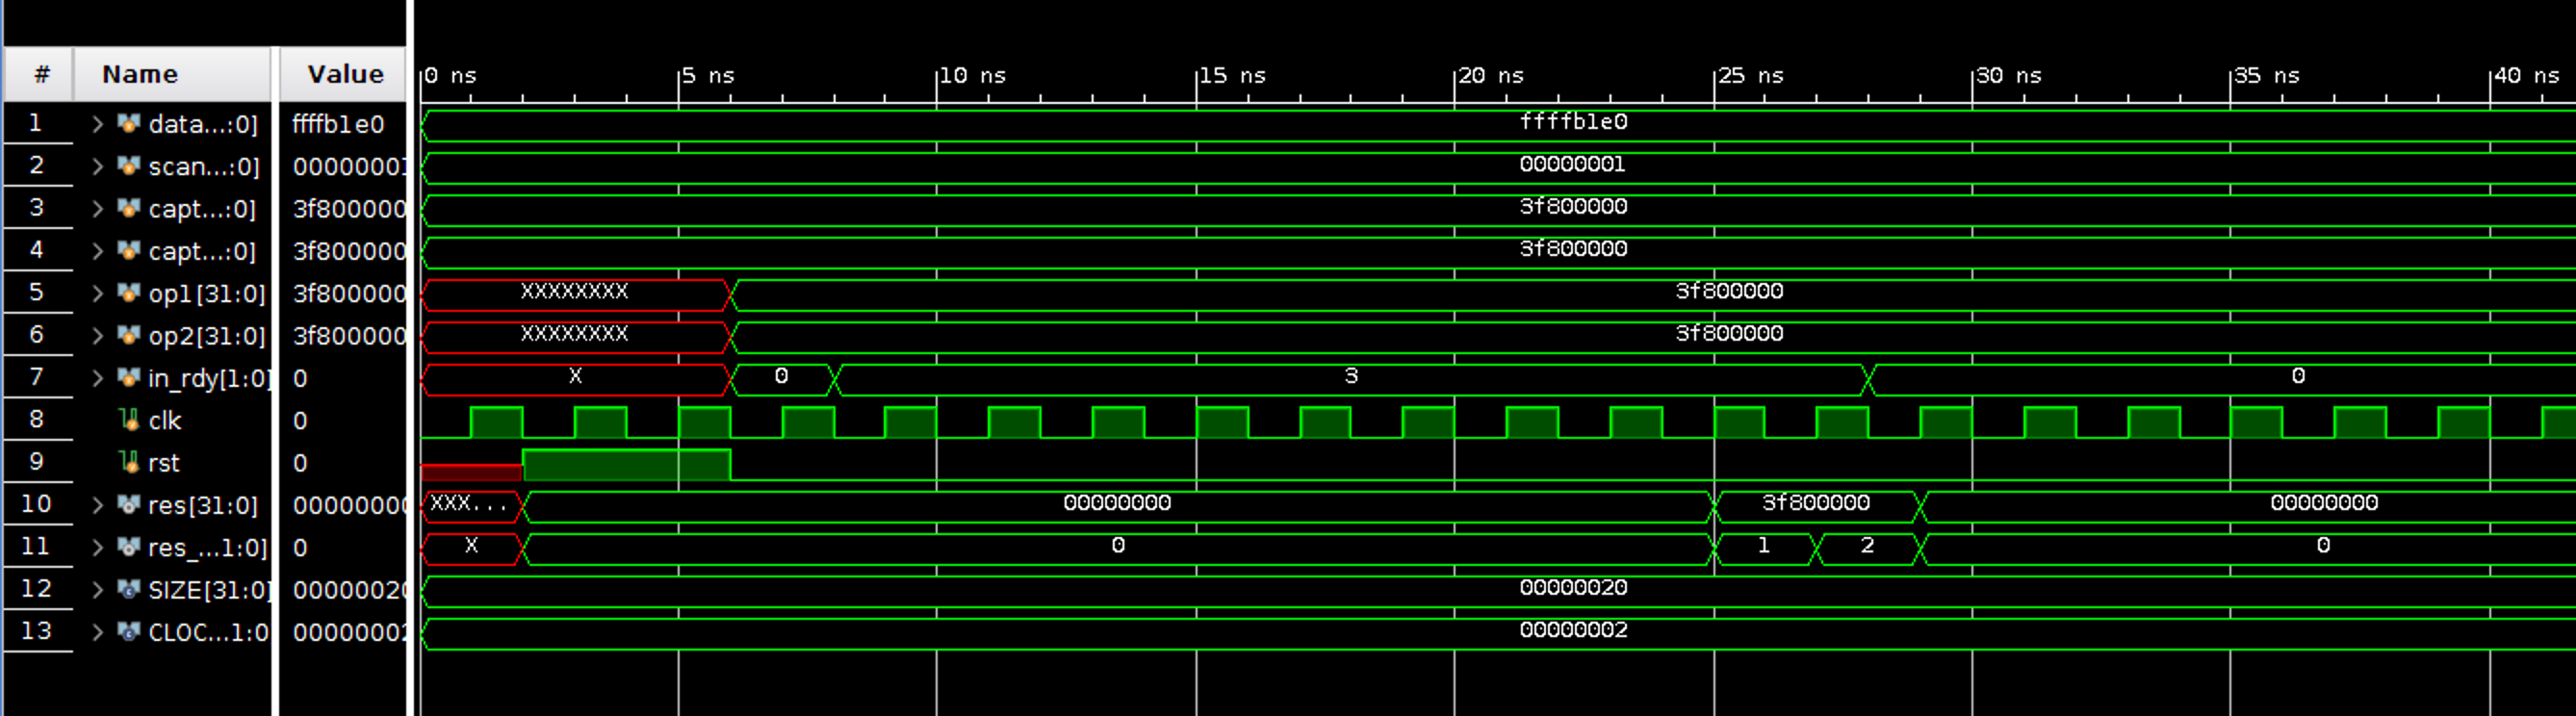 # Name Value 0 ns 5 ns 10 ns 15 ns 20 ns 25 ns 30 ns 35 ns 40 ns
1 data...:0] ffffb1e0 ffffb1e0
2 scan...:0] 00000001 00000001
3 capt...:0] 3f800000 3f800000
4 capt...:0] 3f800000 3f800000
5 op1[31:0] 3f800000 XXXXXXXX 3f800000
6 op2[31:0] 3f800000 XXXXXXXX 3f800000
7 in_rdy[1:0] 0 X 0 3 0
8 clk 0
9 rst 0
10 res[31:0] 00000000 XXX... 00000000 3f800000 00000000
11 res_...1:0] 0 X 0 1 2 0
12 SIZE[31:0] 00000020 00000020
13 CLOC...1:0 00000002 00000002